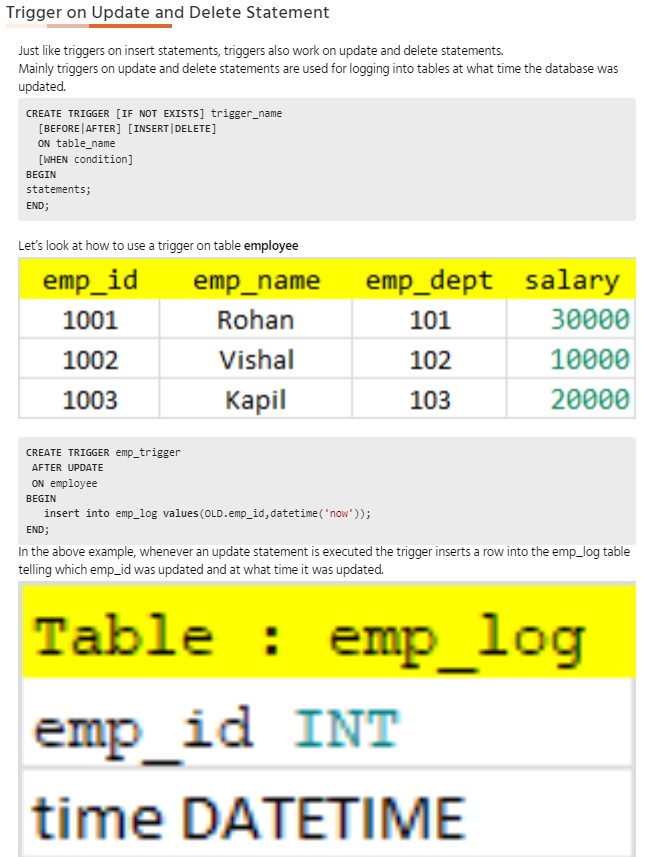 Trigger on Update and Delete Statement
Just like triggers on insert statements, triggers also work on update and delete statements.
Mainly triggers on update and delete statements are used for logging into tables at what time the database was
updated.
CREATE TRIGGER [IF NOT EXISTS] trigger_name
[BEFORE|AFTER] [INSERT|DELETE]
ON table_name
[WHEN condition]
BEGIN
statements;
END;
Let’s look at how to use a trigger on table employee
emp_id emp_name emp_dept salary
1001 Rohan 101 30000
1002 Vishal 102 10000
1003 Kapil 103 20000
CREATE TRIGGER emp_trigger
AFTER UPDATE
ON employee
BEGIN
insert into emp_log values(OLD.emp_id,datetime('now'));
END;
In the above example, whenever an update statement is executed the trigger inserts a row into the emp_log table
telling which emp_id was updated and at what time it was updated.
Table : emp_log
emp_id INT
time DATETIME